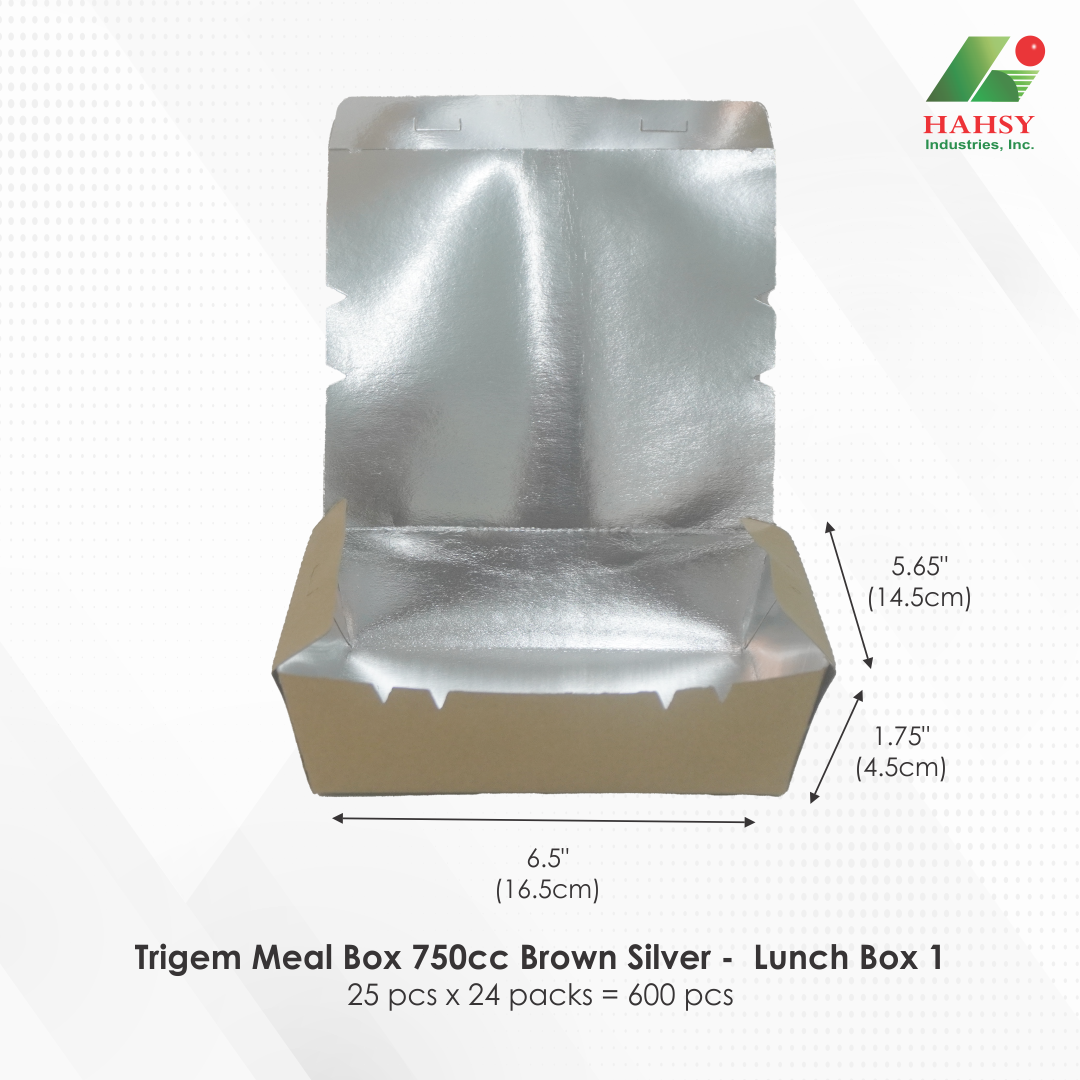 HAHSY
Industries, Inc.
5.65"
(14.5cm)
1.75"
(4.5cm)
6.5"
(16.5cm)
Trigem Meal Box 750cc Brown Silver - Lunch Box 1
25 pcs x 24 packs = 600 pcs